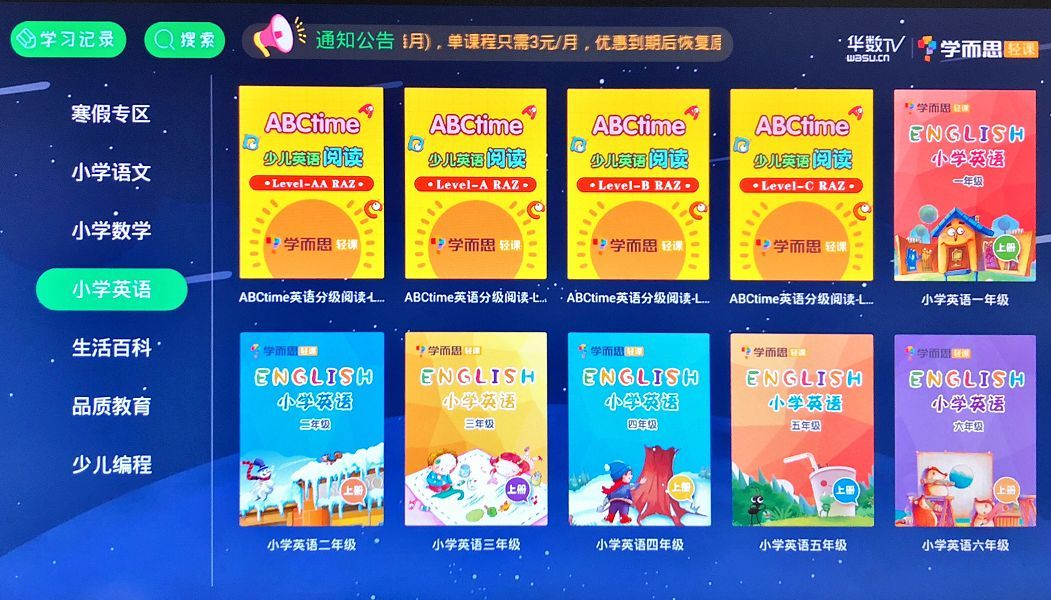 学习记录
搜索
通知公告
月)，单课程只需3元/月，优惠到期后恢复原
华数TV
wasu.cn
学而思轻课
寒假专区
小学语文
小学数学
小学英语
生活百科
品质教育
少儿编程
ABCtime
少儿英语阅读
•Level-AA RAZ•
学而思轻课
ABCtime英语分级阅读-L...
ABCtime
少儿英语阅读
•Level-A RAZ•
学而思轻课
ABCtime英语分级阅读-L...
ABCtime
少儿英语阅读
•Level-B RAZ•
学而思轻课
ABCtime英语分级阅读-L...
ABCtime
少儿英语阅读
•Level-C RAZ•
学而思轻课
ABCtime英语分级阅读-L...
学而思轻课
ENGLISH
小学英语
一年级
上册
小学英语一年级
学而思轻课
ENGLISH
小学英语
二年级
上册
小学英语二年级
学而思轻课
ENGLISH
小学英语
三年级
上册
小学英语三年级
学而思轻课
ENGLISH
小学英语
四年级
上册
小学英语四年级
学而思轻课
ENGLISH
小学英语
五年级
上册
小学英语五年级
学而思轻课
ENGLISH
小学英语
六年级
上册
小学英语六年级